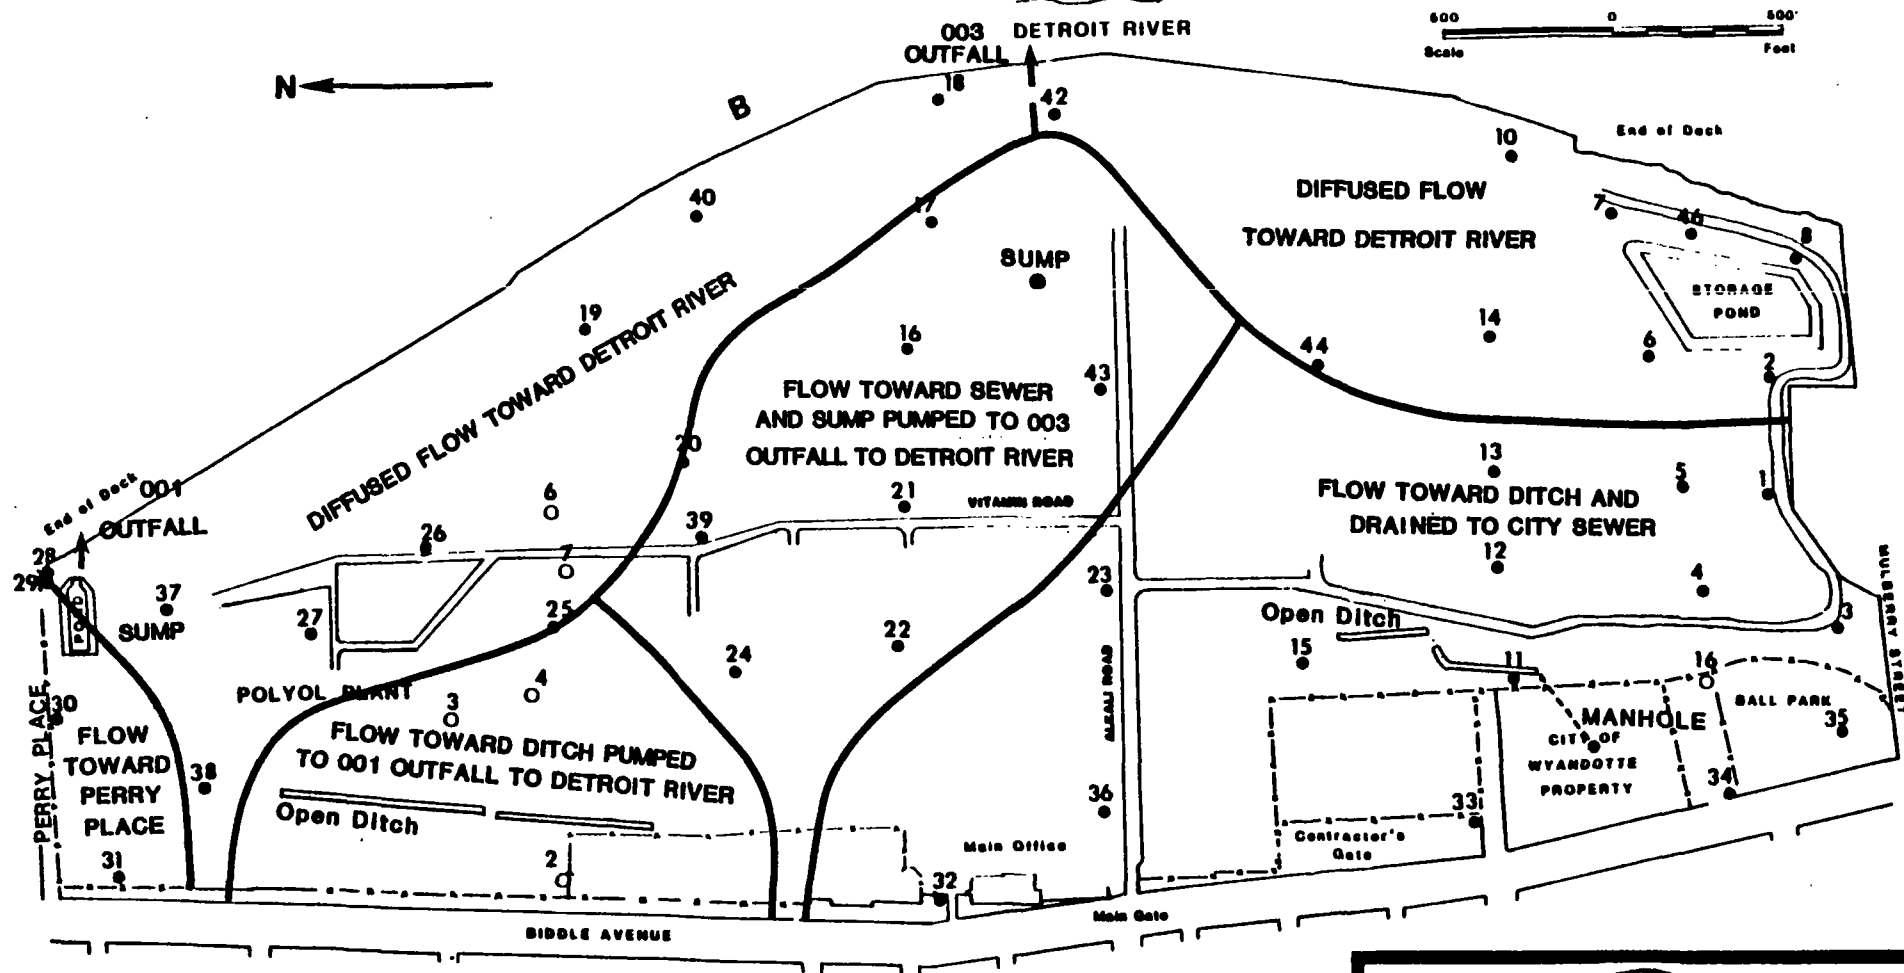 003 DETROIT RIVER
OUTFALL
600 0 600'
Scale Feet
N
B
18
42
10
End of Dock
40
17
DIFFUSED FLOW
TOWARD DETROIT RIVER
7
46
8
SUMP
STORAGE
POND
19
16
14
6
44
2
43
DIFFUSED FLOW TOWARD DETROIT RIVER
FLOW TOWARD SEWER
AND SUMP PUMPED TO 003
OUTFALL TO DETROIT RIVER
20
13
5
1
FLOW TOWARD DITCH AND
DRAINED TO CITY SEWER
End of Dock
001
OUTFALL
6
21
VITAMIN ROAD
39
26
7
28
29
37
POND
SUMP
27
25
12
4
23
3
MULBERRY STREET
Open Ditch
22
24
15
11
16
ALKALI ROAD
POLYOL PLANT
4
3
30
PERRY PLACE
BALL PARK
35
MANHOLE
CITY OF
WYANDOTTE
PROPERTY
34
FLOW
TOWARD
PERRY
PLACE
38
FLOW TOWARD DITCH PUMPED
TO 001 OUTFALL TO DETROIT RIVER
Open Ditch
36
33
Contractor's
Gate
Main Office
31
2
32
Main Gate
BIDDLE AVENUE